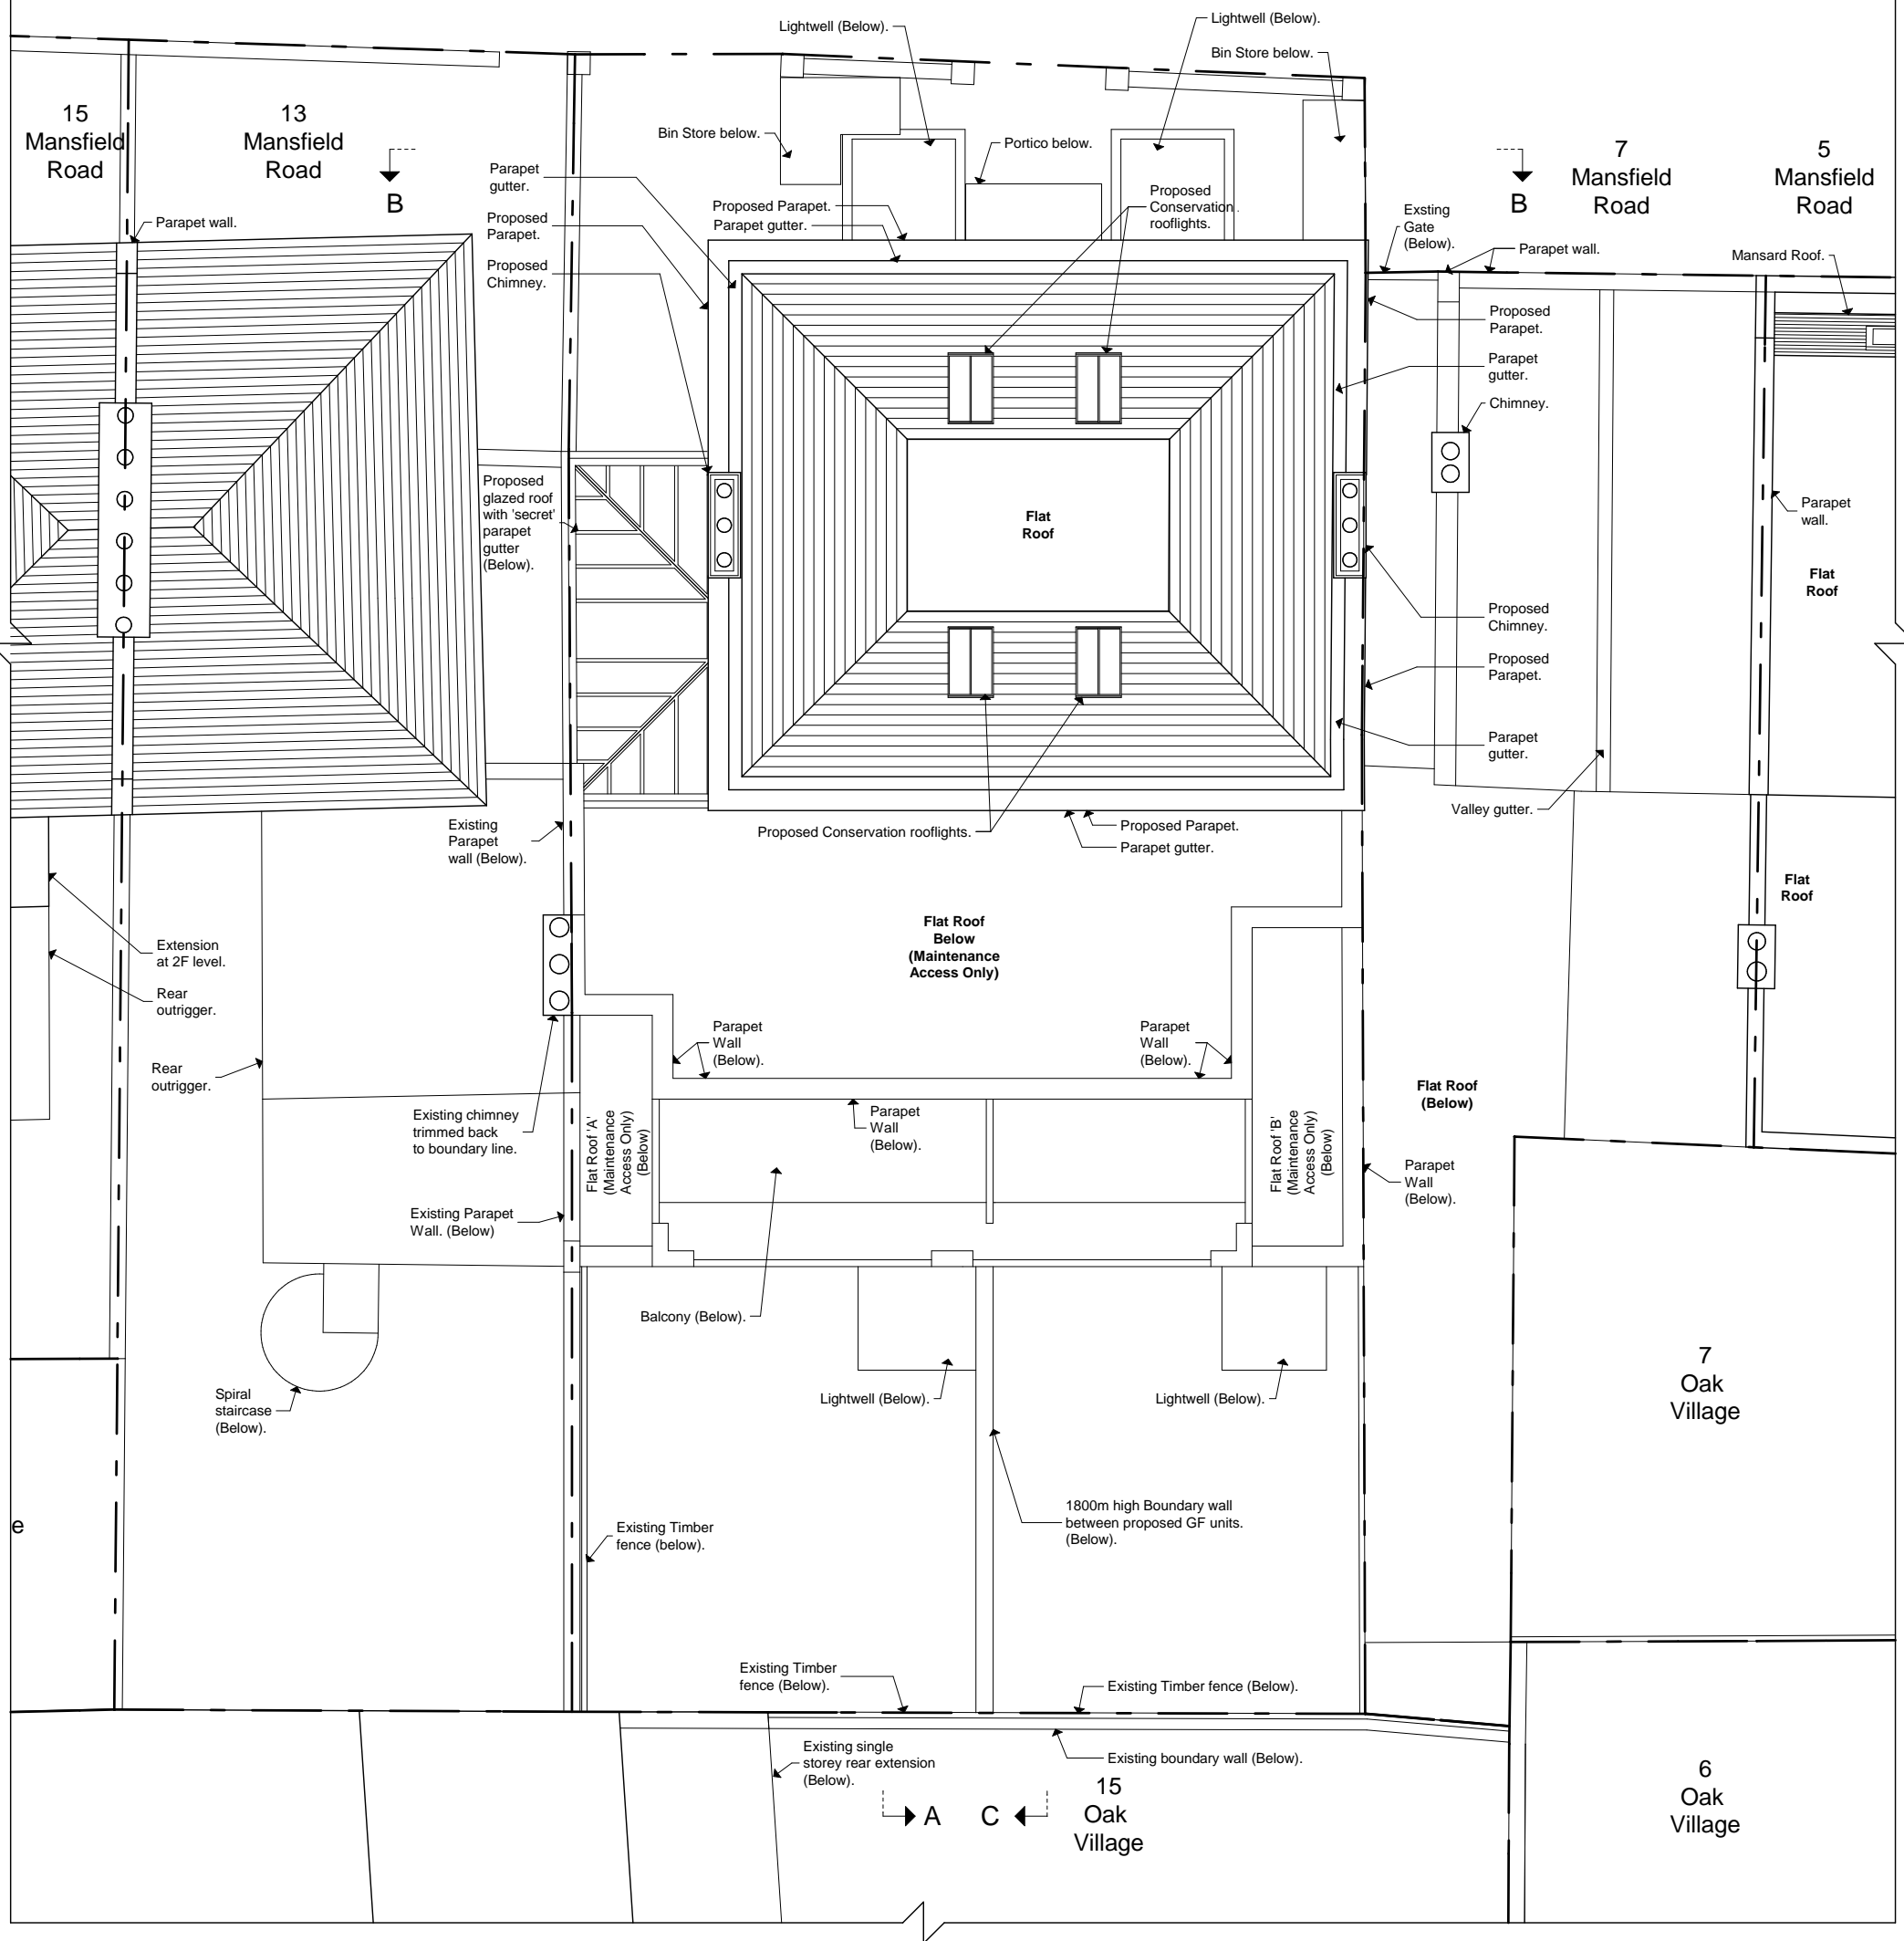 Lightwell (Below).
Lightwell (Below).
Bin Store below.
15
Mansfield
Road
13
Mansfield
Road
B
Bin Store below.
Portico below.
7
Mansfield
Road
5
Mansfield
Road
B
Parapet
gutter.
Proposed
Parapet.
Proposed
Chimney.
Parapet wall.
Proposed Parapet.
Parapet gutter.
Proposed
Conservation
rooflights.
Exsting
Gate
(Below).
Parapet wall.
Mansard Roof.
Proposed
Parapet.
Parapet
gutter.
Chimney.
Proposed
glazed roof
with 'secret'
parapet
gutter
(Below).
Flat
Roof
Parapet
wall.
Flat
Roof
Proposed
Chimney.
Proposed
Parapet.
Parapet
gutter.
Valley gutter.
Existing
Parapet
wall (Below).
Proposed Conservation rooflights.
Proposed Parapet.
Parapet gutter.
Flat
Roof
Extension
at 2F level.
Rear
outrigger.
Rear
outrigger.
Flat Roof
Below
(Maintenance
Access Only)
Parapet
Wall
(Below).
Parapet
Wall
(Below).
Existing chimney
trimmed back
to boundary line.
Flat Roof 'A'
(Maintenance
Access Only)
(Below)
Parapet
Wall
(Below).
Flat Roof 'B'
(Maintenance
Access Only)
(Below)
Flat Roof
(Below)
Parapet
Wall
(Below).
Existing Parapet
Wall. (Below)
Balcony (Below).
Spiral
staircase
(Below).
Lightwell (Below).
Lightwell (Below).
7
Oak
Village
e
Existing Timber
fence (below).
1800m high Boundary wall
between proposed GF units.
(Below).
Existing Timber
fence (Below).
Existing Timber fence (Below).
Existing single
storey rear extension
(Below).
Existing boundary wall (Below).
A
C
15
Oak
Village
6
Oak
Village